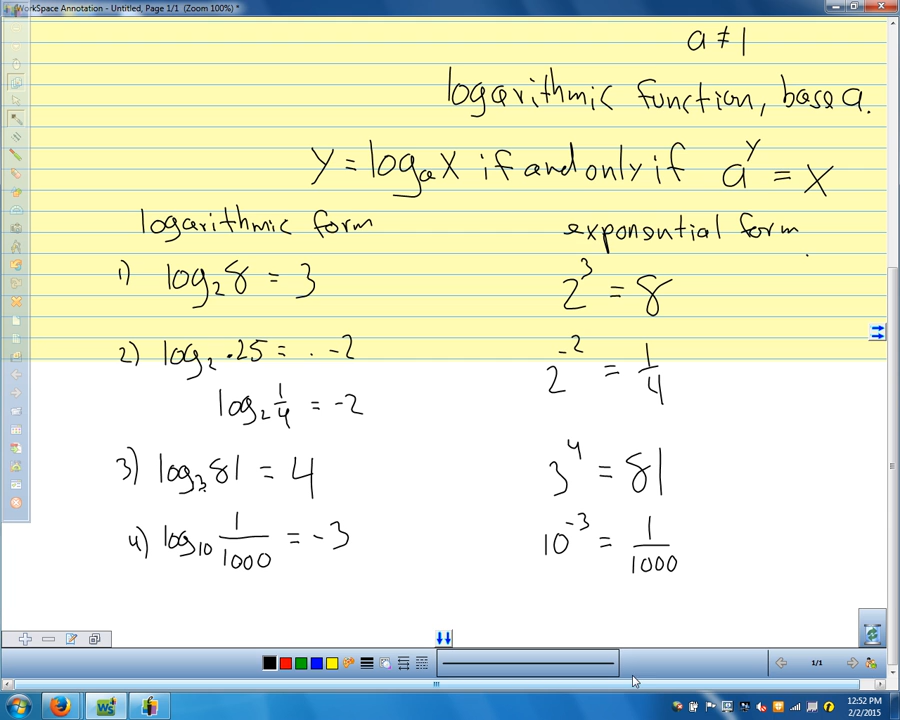 WorkSpace Annotation - Untitled, Page 1/1 (Zoom 100%) *
a ≠ 1
logarithmic function, base a.
y = logₐx if and only if aʸ = x
logarithmic form exponential form
1) log₂8 = 3 2³ = 8
2) log₂ .25 = . -2 2⁻² = 1/4
log₂ 1/4 = -2
3) log₃81 = 4 3⁴ = 81
4) log₁₀ 1/1000 = -3 10⁻³ = 1/1000
1/1
12:52 PM
2/2/2015